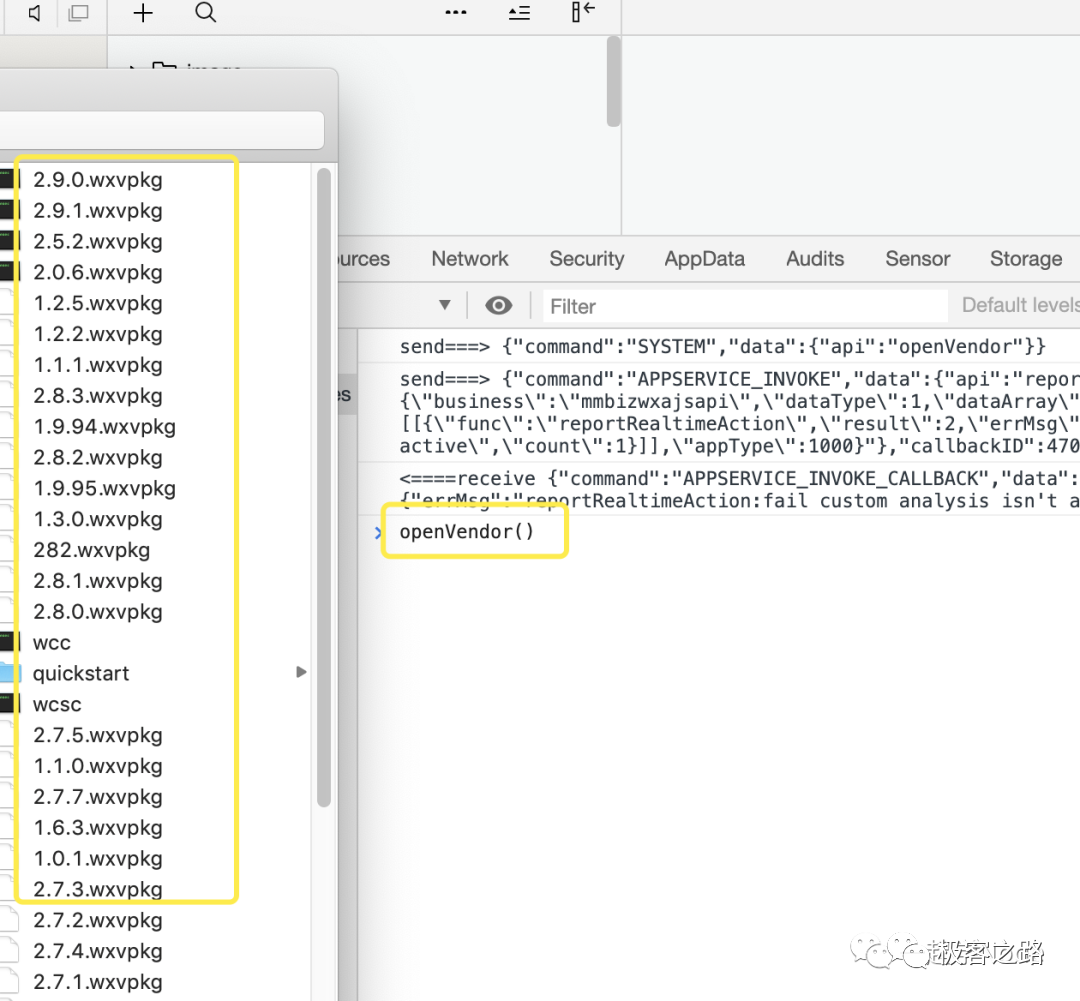 2.9.0.wxvpkg
2.9.1.wxvpkg
2.5.2.wxvpkg
2.0.6.wxvpkg
1.2.5.wxvpkg
1.2.2.wxvpkg
1.1.1.wxvpkg
2.8.3.wxvpkg
1.9.94.wxvpkg
2.8.2.wxvpkg
1.9.95.wxvpkg
1.3.0.wxvpkg
282.wxvpkg
2.8.1.wxvpkg
2.8.0.wxvpkg
wcc
quickstart
wcsc
2.7.5.wxvpkg
1.1.0.wxvpkg
2.7.7.wxvpkg
1.6.3.wxvpkg
1.0.1.wxvpkg
2.7.3.wxvpkg
2.7.2.wxvpkg
2.7.4.wxvpkg
2.7.1.wxvpkg
urces Network Security AppData Audits Sensor Storage
Filter Default levels
send===> {"command":"SYSTEM","data":{"api":"openVendor"}}
es
send===> {"command":"APPSERVICE_INVOKE","data":{"api":"repor
{\"business\":\"mmbizwxajsapi\",\"dataType\":1,\"dataArray\"
[[{\"func\":\"reportRealtimeAction\",\"result\":2,\"errMsg\"
active\",\"count\":1}]],\"appType\":1000}"},"callbackID":470
<====receive {"command":"APPSERVICE_INVOKE_CALLBACK","data":
{"errMsg":"reportRealtimeAction:fail custom analysis isn't a
> openVendor()
极客之路